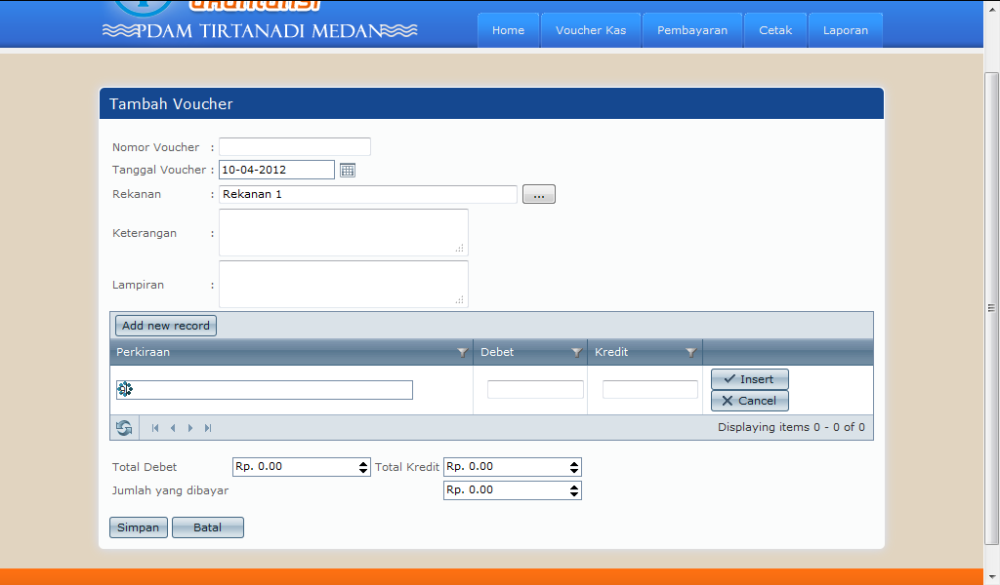 akuntansi
PDAM TIRTANADI MEDAN
Home Voucher Kas Pembayaran Cetak Laporan
Tambah Voucher
Nomor Voucher :
Tanggal Voucher : 10-04-2012
Rekanan : Rekanan 1 ...
Keterangan :
Lampiran :
Add new record
Perkiraan Debet Kredit
Insert
Cancel
Displaying items 0 - 0 of 0
Total Debet Rp. 0.00 Total Kredit Rp. 0.00
Jumlah yang dibayar Rp. 0.00
Simpan Batal